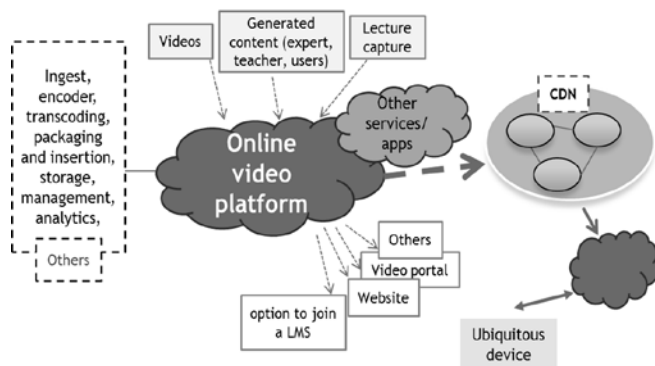 Videos
Generated
content (expert,
teacher, users)
Lecture
capture
Ingest,
encoder,
transcoding,
packaging
and insertion,
storage,
management,
analytics,
Others
Online
video
platform
Other
services/
apps
CDN
Others
Video portal
Website
option to join
a LMS
Ubiquitous
device